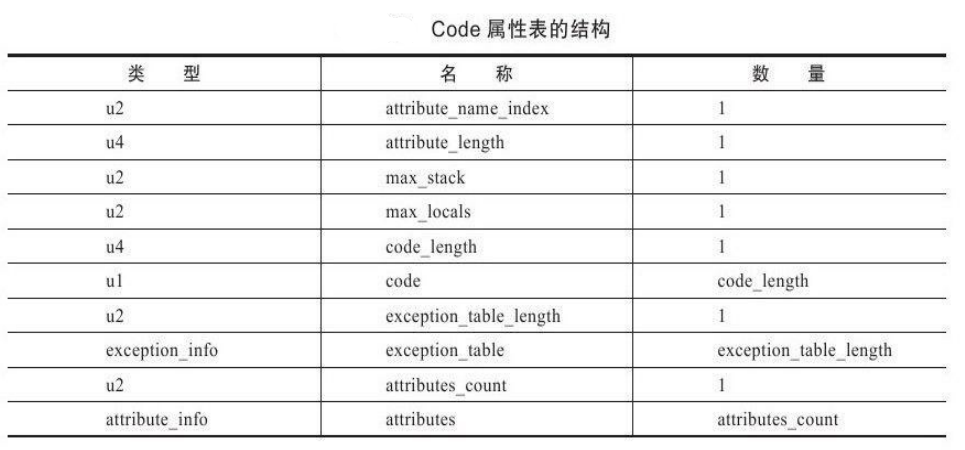 Code 属性表的结构
类 型 名 称 数 量
u2 attribute_name_index 1
u4 attribute_length 1
u2 max_stack 1
u2 max_locals 1
u4 code_length 1
u1 code code_length
u2 exception_table_length 1
exception_info exception_table exception_table_length
u2 attributes_count 1
attribute_info attributes attributes_count